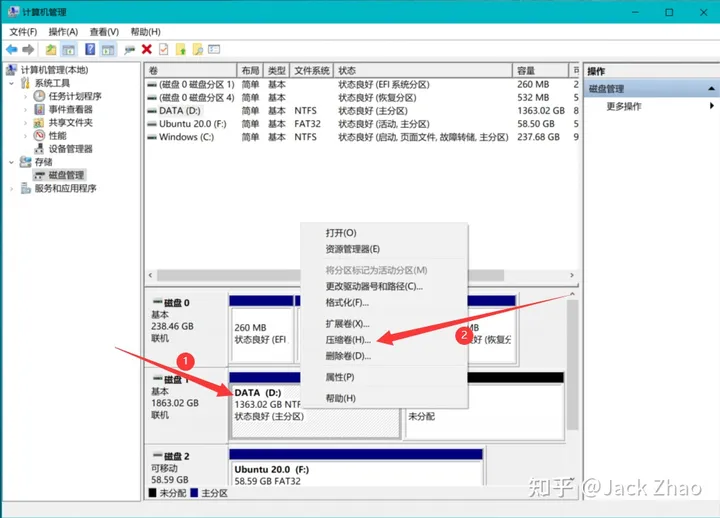 计算机管理
文件(F) 操作(A) 查看(V) 帮助(H)
计算机管理(本地)
系统工具
任务计划程序
事件查看器
共享文件夹
性能
设备管理器
存储
磁盘管理
服务和应用程序
卷 布局 类型 文件系统 状态 容量
(磁盘 0 磁盘分区 1) 简单 基本 状态良好 (EFI 系统分区) 260 MB 2
(磁盘 0 磁盘分区 4) 简单 基本 状态良好 (恢复分区) 532 MB 5
DATA (D:) 简单 基本 NTFS 状态良好 (主分区) 1363.02 GB 8
Ubuntu 20.0 (F:) 简单 基本 FAT32 状态良好 (活动, 主分区) 58.50 GB 5
Windows (C:) 简单 基本 NTFS 状态良好 (启动, 页面文件, 故障转储, 主分区) 237.68 GB 9
操作
磁盘管理
更多操作
打开(O)
资源管理器(E)
将分区标记为活动分区(M)
更改驱动器号和路径(C)...
格式化(F)...
扩展卷(X)...
压缩卷(H)...
删除卷(D)...
属性(P)
帮助(H)
磁盘 0
基本
238.46 GB
联机
260 MB
状态良好 (EFI
MB
好 (恢复分
1
2
磁盘 1
基本
1863.02 GB
联机
DATA (D:)
1363.02 GB NTF
状态良好 (主分区)
未分配
磁盘 2
可移动
58.59 GB
Ubuntu 20.0 (F:)
58.59 GB FAT32
未分配 主分区
知乎 @Jack Zhao